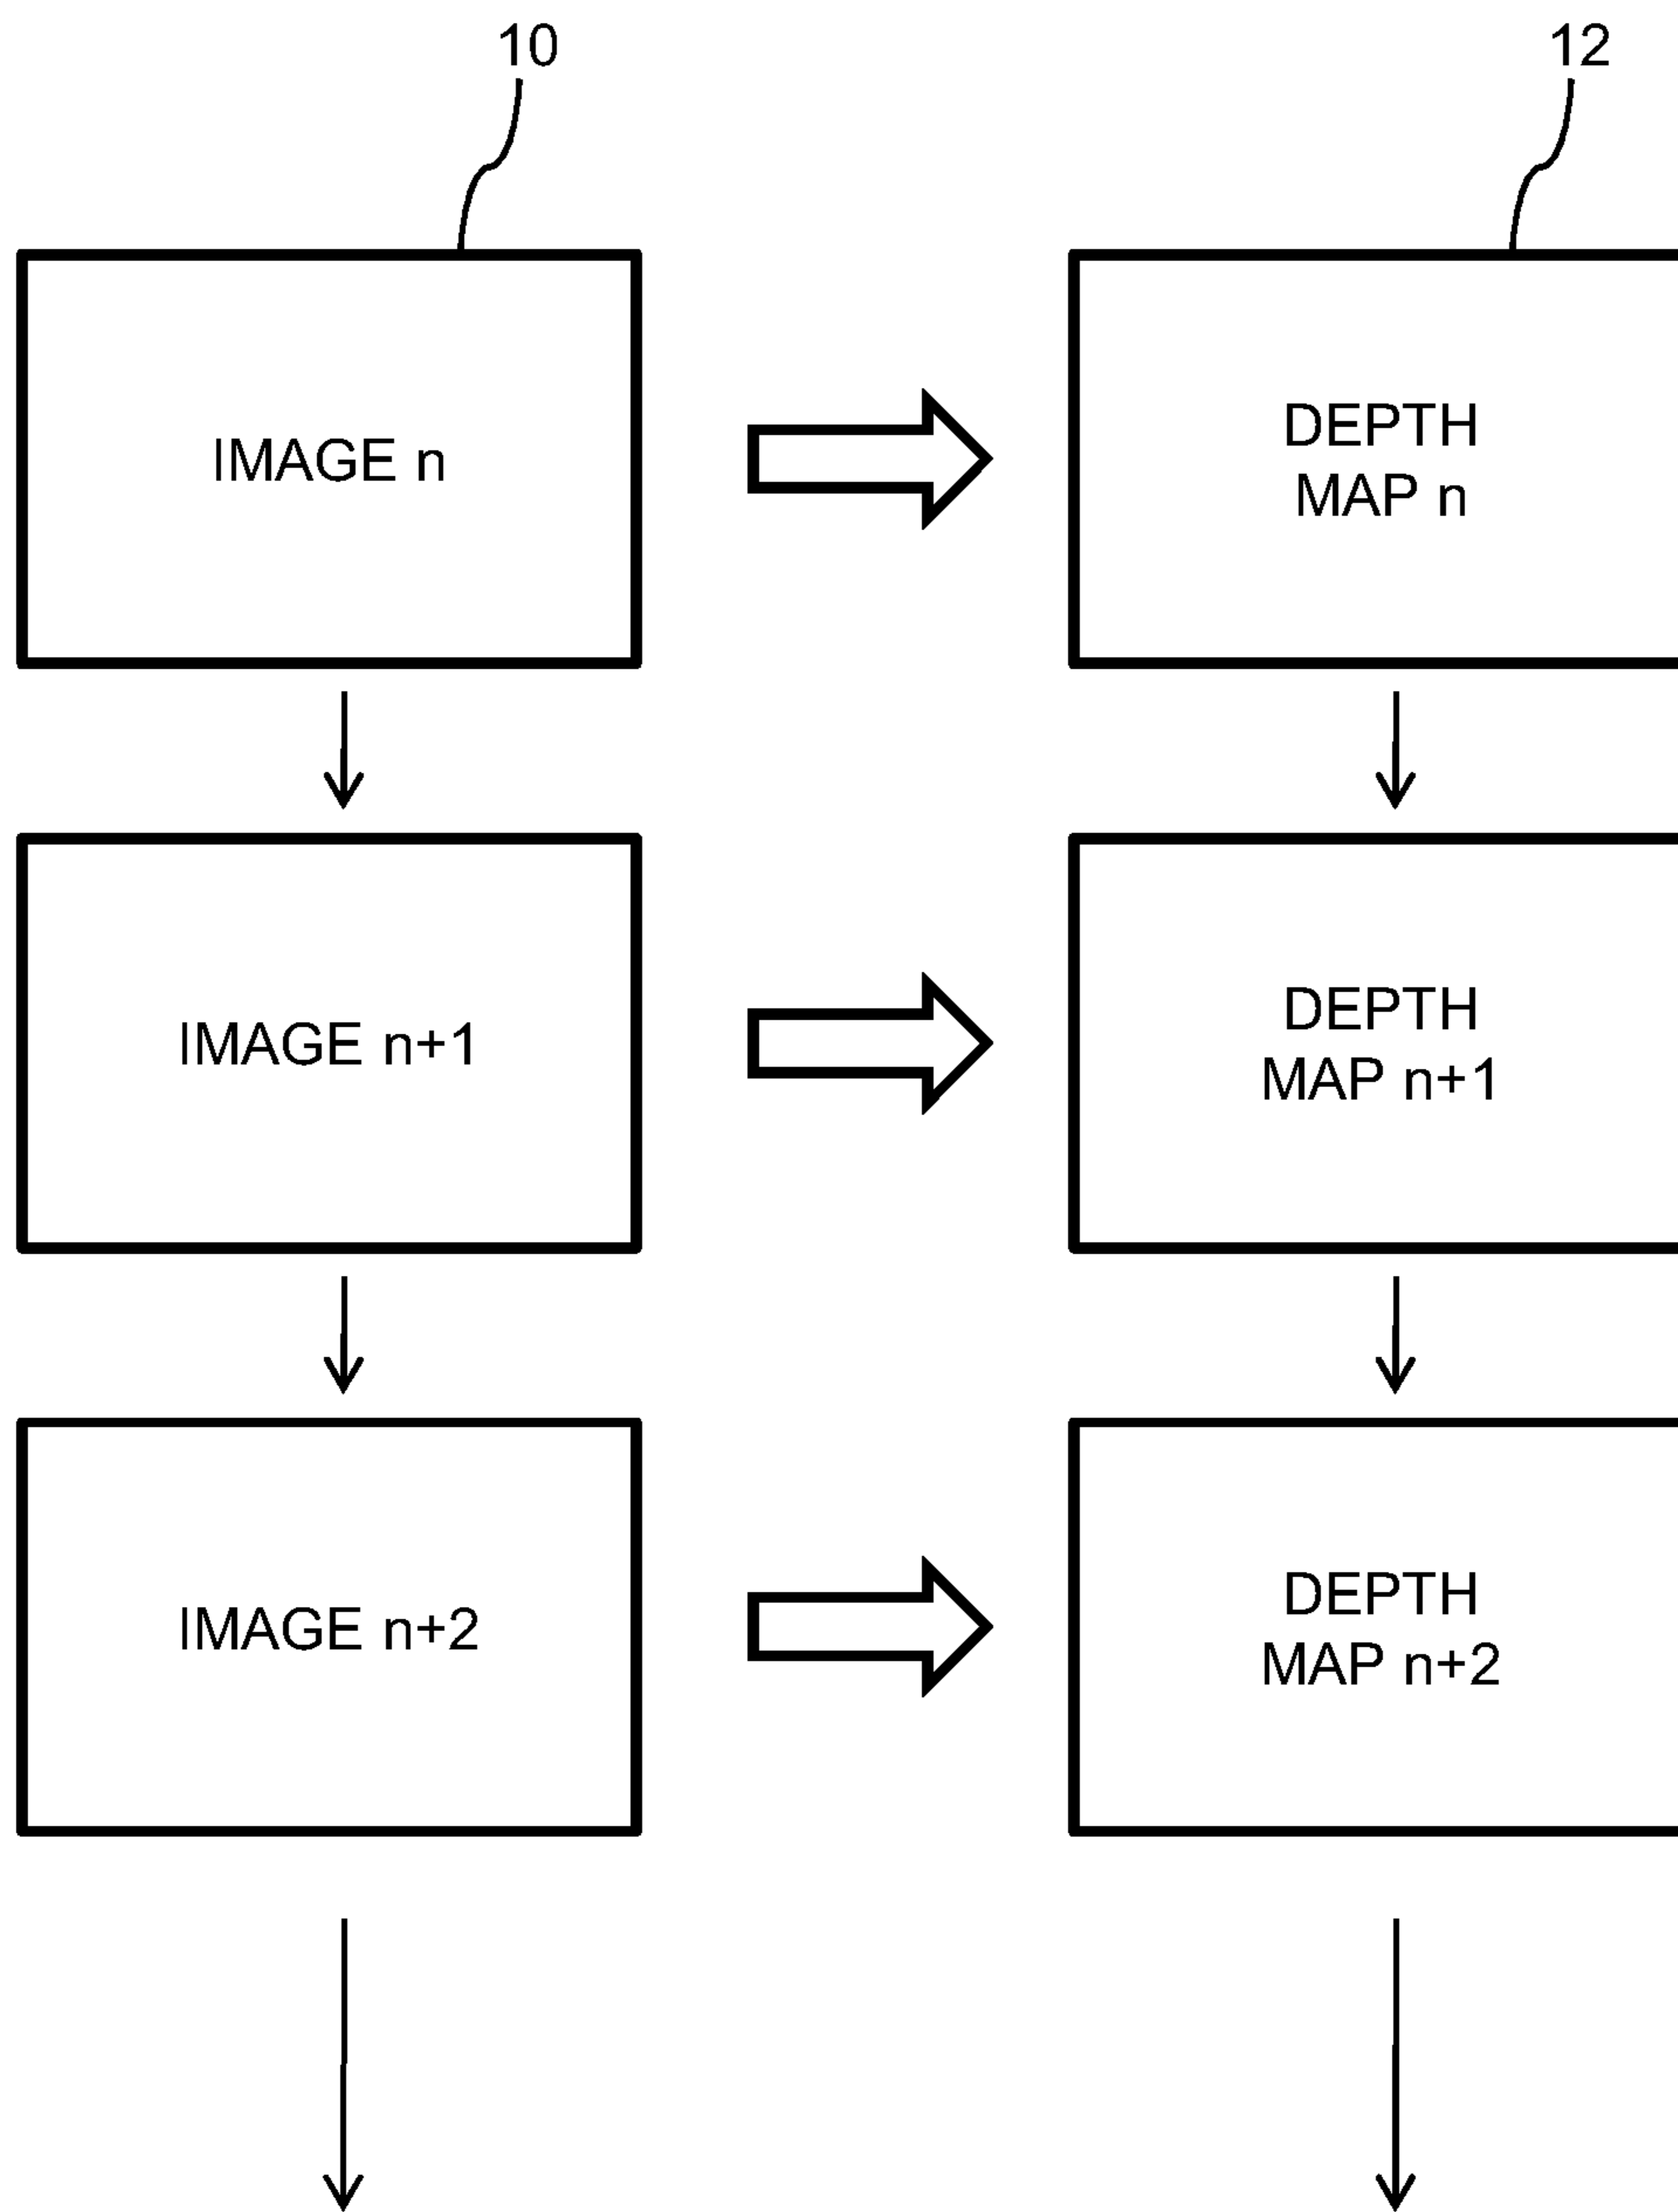 10
12
IMAGE n
DEPTH
MAP n
IMAGE n+1
DEPTH
MAP n+1
IMAGE n+2
DEPTH
MAP n+2